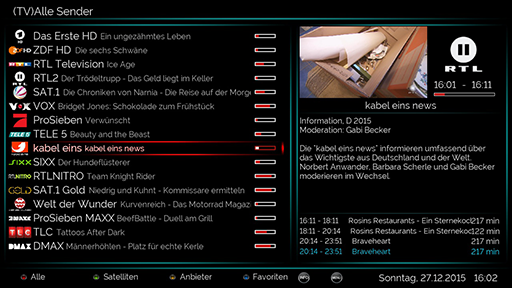 (TV)Alle Sender
Das Erste HD Ein ungezähmtes Leben
ZDF HD Die sechs Schwäne
RTL Television Ice Age
RTL2 Der Trödeltrupp - Das Geld liegt im Keller
SAT.1 Die Chroniken von Narnia - Die Reise auf der Morge
VOX Bridget Jones: Schokolade zum Frühstück
ProSieben Verwünscht
TELE 5 Beauty and the Beast
kabel eins kabel eins news
SIXX Der Hundeflüsterer
RTLNITRO Team Knight Rider
SAT.1 Gold Niedrig und Kuhnt - Kommissare ermitteln
Welt der Wunder Kurvenreich - Das Motorrad Magazi
ProSieben MAXX BeefBattle - Duell am Grill
TLC Tattoos After Dark
DMAX Männerhöhlen - Platz für echte Kerle
RTL
16:01 - 16:11
kabel eins news
Information, D 2015
Moderation: Gabi Becker
Die "kabel eins news" informieren umfassend über
das Wichtigste aus Deutschland und der Welt.
Norbert Anwander, Barbara Scherle und Gabi Becker
moderieren im Wechsel.
16:11 - 18:11 Rosins Restaurants - Ein Sternekoc 217 min
18:11 - 20:14 Rosins Restaurants - Ein Sternekoc 122 min
20:14 - 23:51 Braveheart 217 min
20:14 - 23:51 Braveheart 217 min
Alle Satelliten Anbieter Favoriten INFO MENU Sonntag, 27.12.2015 16:02